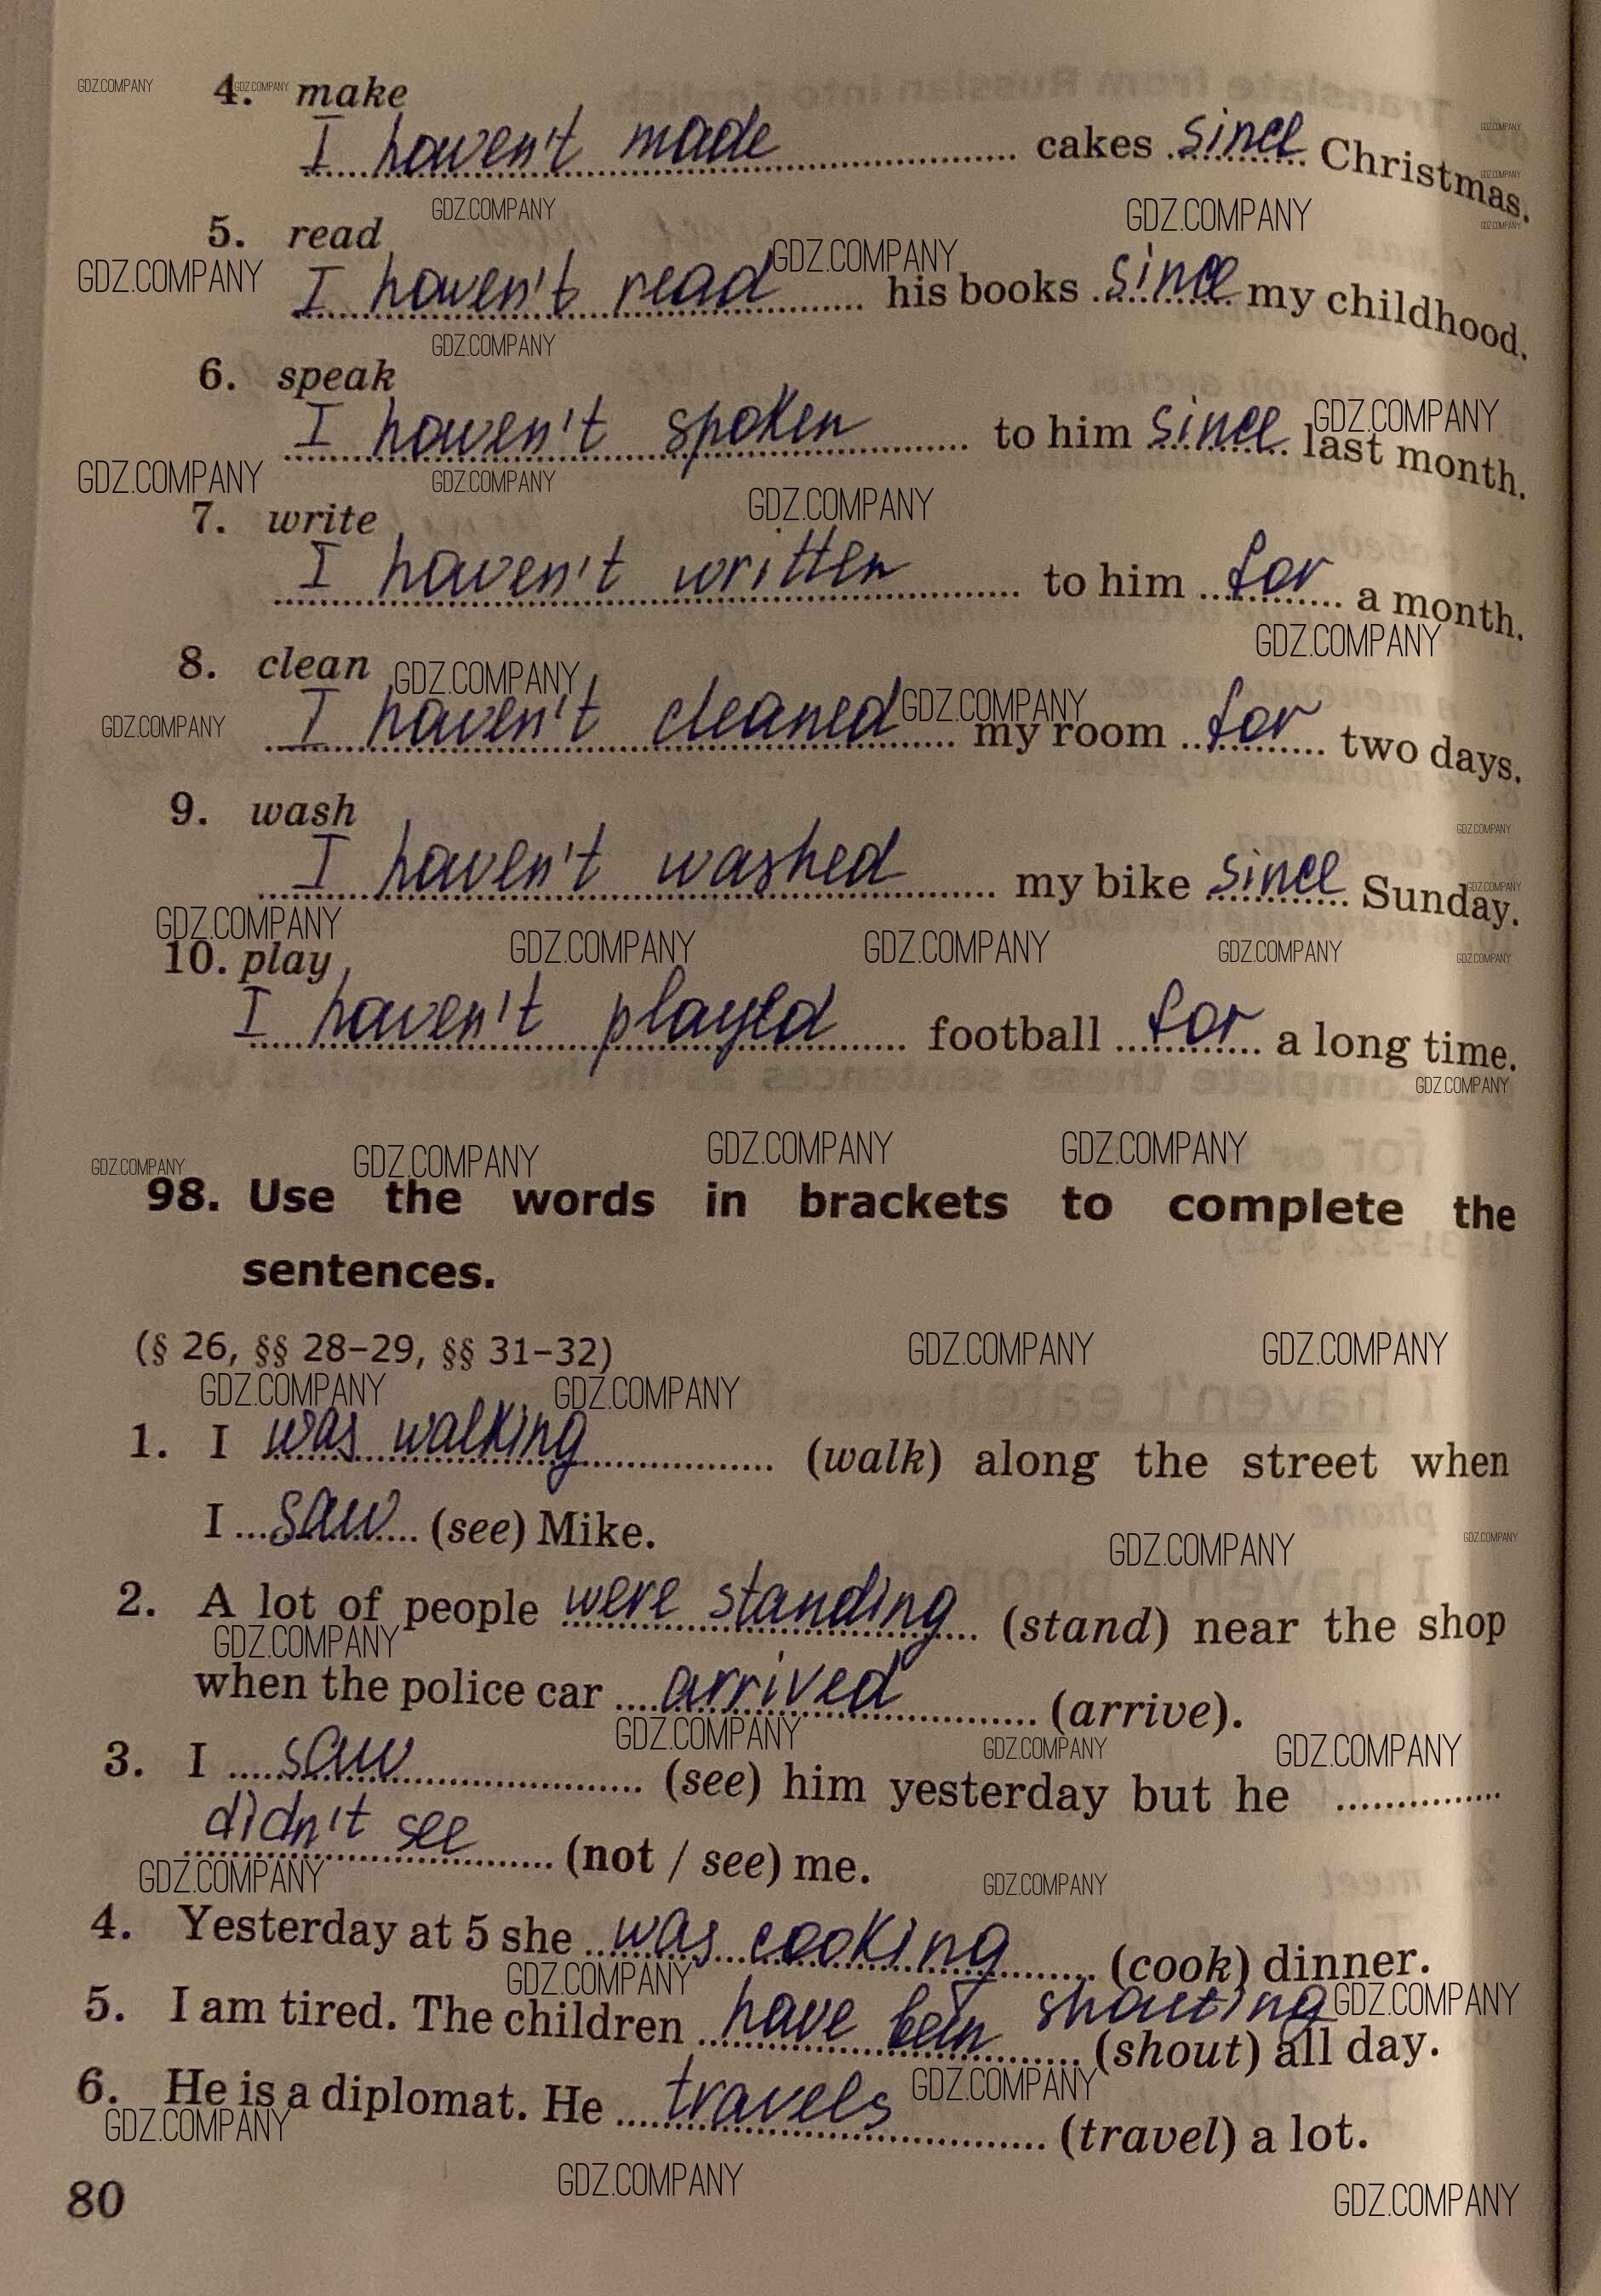 4. make
I haven't made .......... cakes since Christmas.
5. read
I haven't read .......... his books since my childhood.
6. speak
I haven't spoken .......... to him since last month.
7. write
I haven't written .......... to him for a month.
8. clean
I haven't cleaned .......... my room for two days.
9. wash
I haven't washed .......... my bike since Sunday.
10. play
I haven't played .......... football for a long time.
98. Use the words in brackets to complete the
sentences.
(§ 26, §§ 28–29, §§ 31–32)
1. I was walking .......... (walk) along the street when
I saw (see) Mike.
2. A lot of people were standing (stand) near the shop
when the police car arrived .......... (arrive).
3. I saw .......... (see) him yesterday but he ..........
didn't see .......... (not / see) me.
4. Yesterday at 5 she was cooking .......... (cook) dinner.
5. I am tired. The children have been shouting (shout) all day.
6. He is a diplomat. He travels .......... (travel) a lot.
80
GDZ.COMPANY